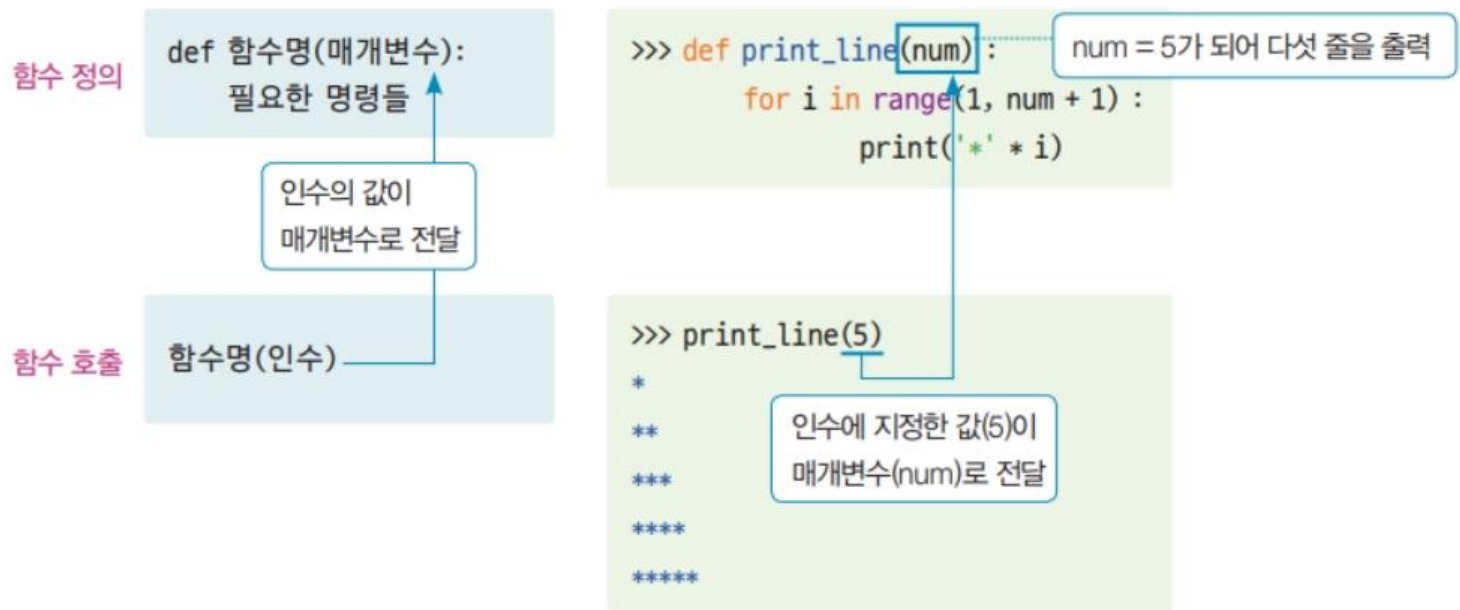 함수 정의
def 함수명(매개변수):
필요한 명령들
인수의 값이
매개변수로 전달
함수 호출
함수명(인수)
>>> def print_line(num) :
for i in range(1, num + 1) :
print('*' * i)
num = 5가 되어 다섯 줄을 출력
>>> print_line(5)
*
**
***
****
*****
인수에 지정한 값(5)이
매개변수(num)로 전달